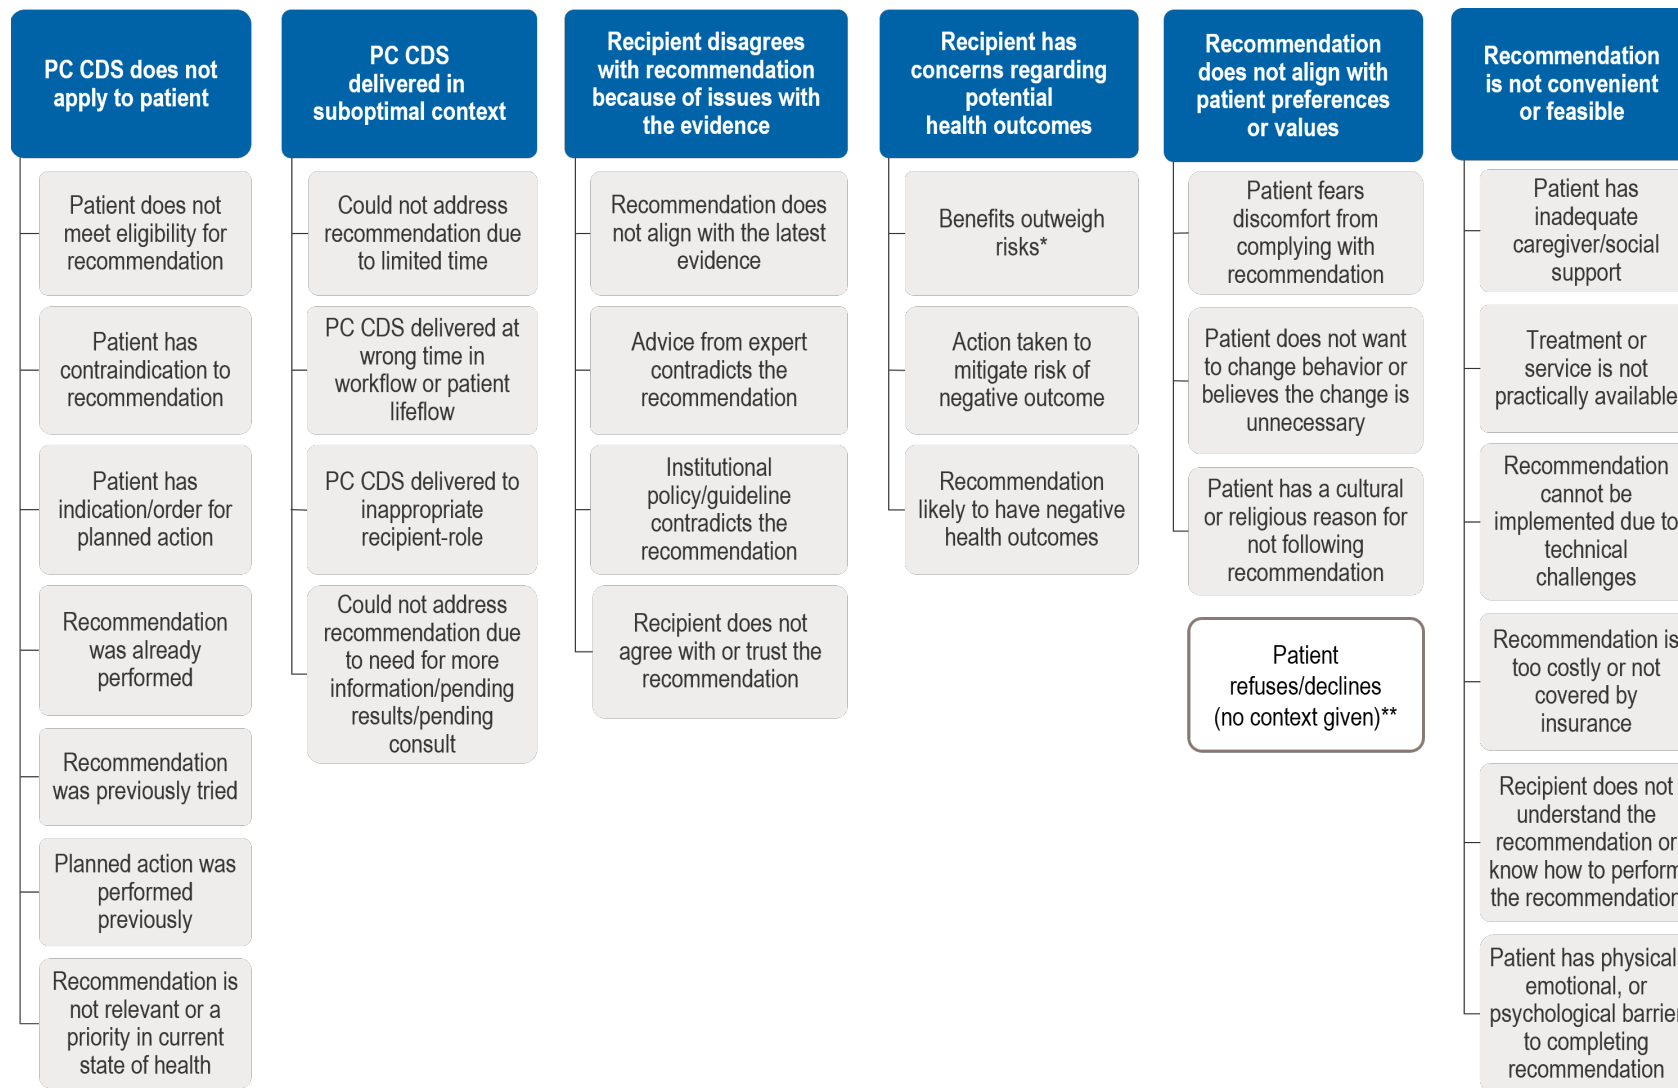 PC CDS does not
apply to patient
Patient does not
meet eligibility for
recommendation
Patient has
contraindication to
recommendation
Patient has
indication/order for
planned action
Recommendation
was already
performed
Recommendation
was previously tried
Planned action was
performed
previously
Recommendation is
not relevant or a
priority in current
state of health
PC CDS
delivered in
suboptimal context
Could not address
recommendation due
to limited time
PC CDS delivered at
wrong time in
workflow or patient
lifeflow
PC CDS delivered to
inappropriate
recipient-role
Could not address
recommendation due
to need for more
information/pending
results/pending
consult
Recipient disagrees
with recommendation
because of issues with
the evidence
Recommendation does
not align with the latest
evidence
Advice from expert
contradicts the
recommendation
Institutional
policy/guideline
contradicts the
recommendation
Recipient does not
agree with or trust the
recommendation
Recipient has
concerns regarding
potential
health outcomes
Benefits outweigh
risks*
Action taken to
mitigate risk of
negative outcome
Recommendation
likely to have negative
health outcomes
Recommendation
does not align with
patient preferences
or values
Patient fears
discomfort from
complying with
recommendation
Patient does not want
to change behavior or
believes the change is
unnecessary
Patient has a cultural
or religious reason for
not following
recommendation
Patient
refuses/declines
(no context given)**
Recommendation
is not convenient
or feasible
Patient has
inadequate
caregiver/social
support
Treatment or
service is not
practically available
Recommendation
cannot be
implemented due to
technical
challenges
Recommendation is
too costly or not
covered by
insurance
Recipient does not
understand the
recommendation or
know how to perform
the recommendation
Patient has physical
emotional, or
psychological barrier
to completing
recommendation